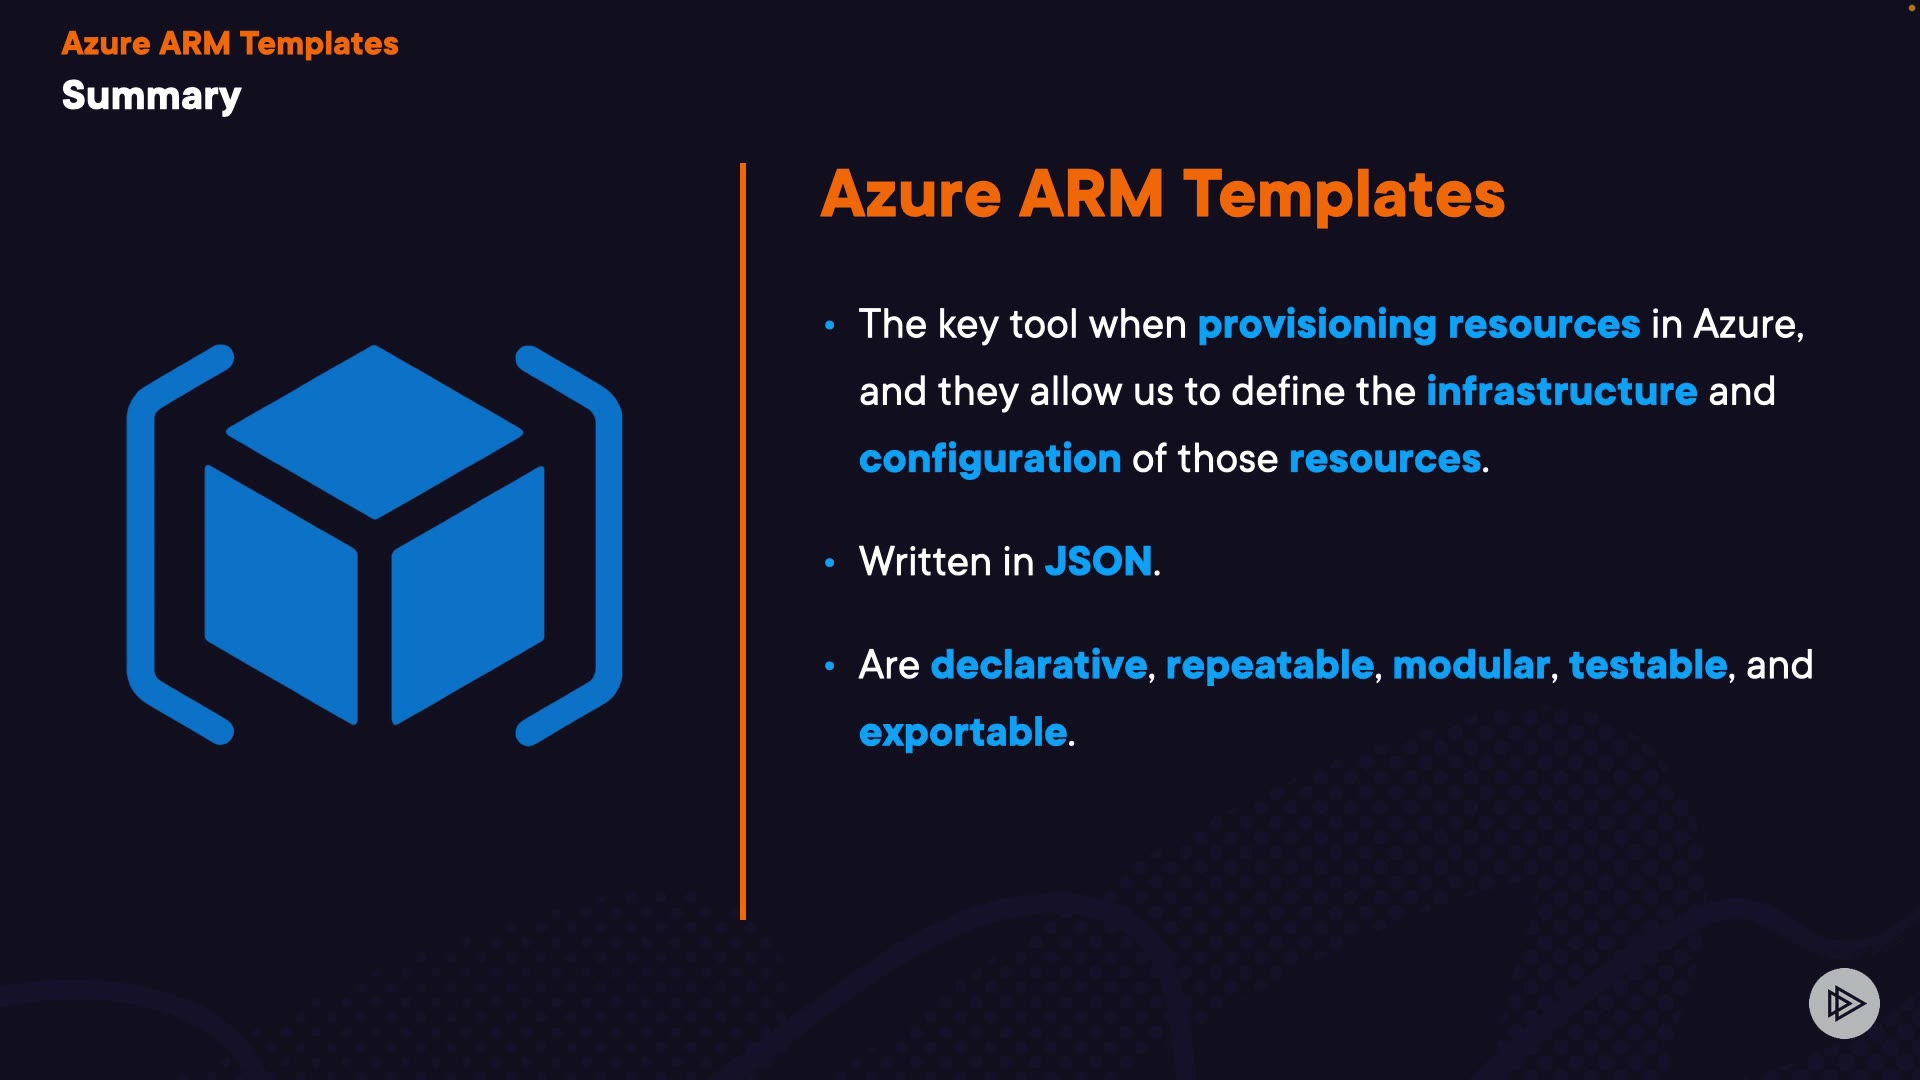 Azure ARM Templates
Summary
Azure ARM Templates
• The key tool when provisioning resources in Azure,
and they allow us to define the infrastructure and
configuration of those resources.
• Written in JSON.
• Are declarative, repeatable, modular, testable, and
exportable.